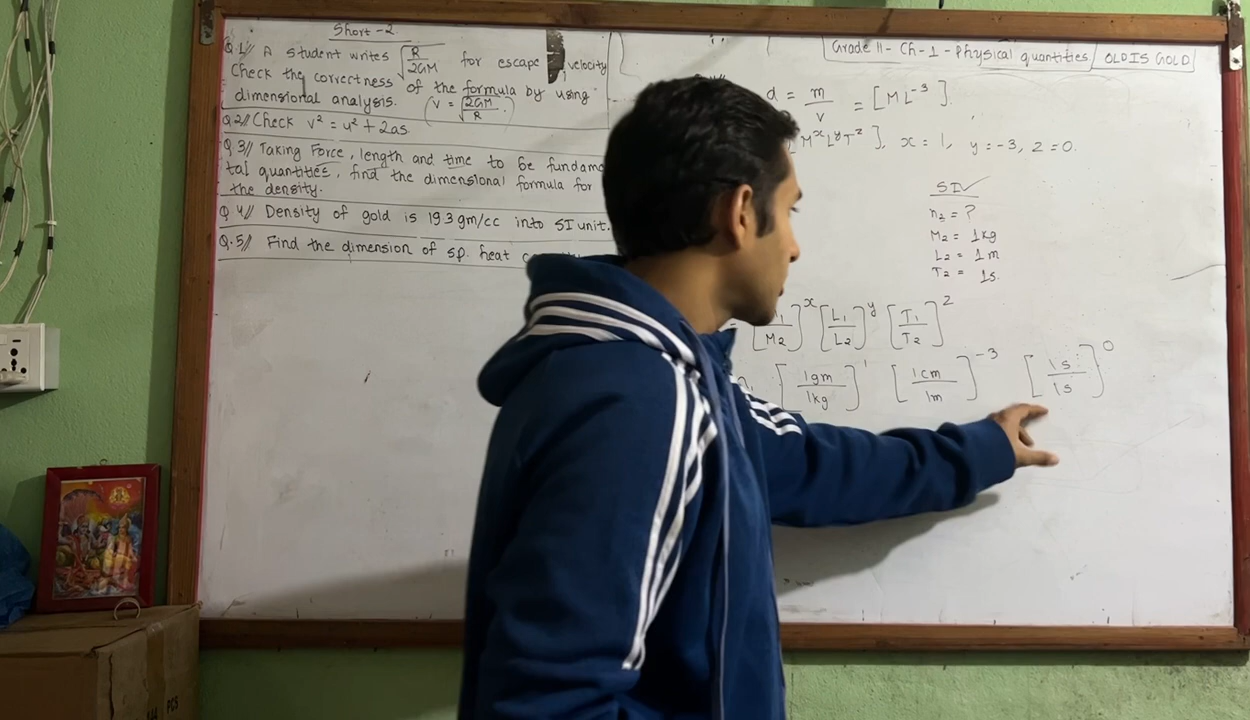 Short-2
Q.1// A student writes √R/2GM for escape velocity
Check the correctness of the formula by using
dimensional analysis. (v = √2GM/R)
Q.2// Check v² = u² + 2as
Q.3// Taking Force, length and time to be fundamen
tal quantities, find the dimensional formula for
the density.
Q.4// Density of gold is 19.3 gm/cc into SI unit.
Q.5// Find the dimension of sp. heat
Grade 11- Ch-1 - Physical quantities OLD IS GOLD
d = m/v = [ML⁻³].
MˣLʸTᶻ], x = 1, y = -3, z = 0.
SI
n₂ = ?
M₂ = 1kg
L₂ = 1m
T₂ = 1s.
/M₂]ˣ [L₁/L₂]ʸ [T₁/T₂]ᶻ
[1gm/1kg]¹ [1cm/1m]⁻³ [1s/1s]⁰